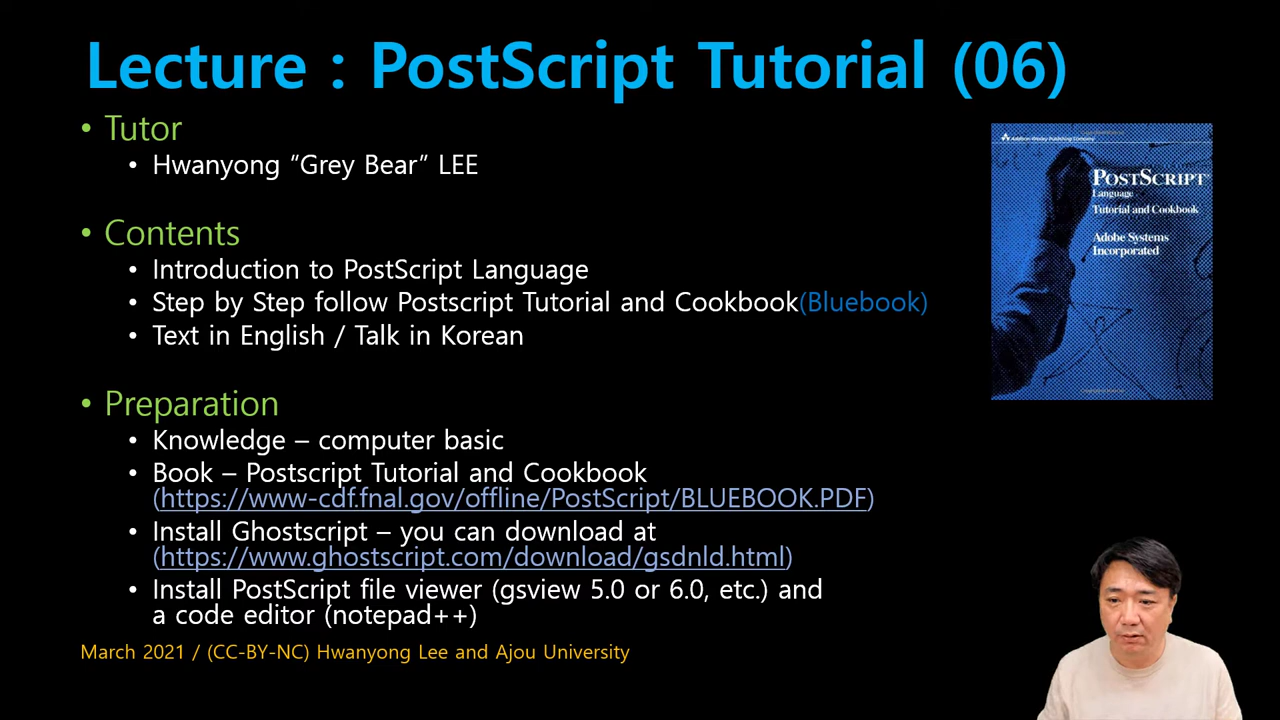 Lecture : PostScript Tutorial (06)
• Tutor
• Hwanyong “Grey Bear” LEE
• Contents
• Introduction to PostScript Language
• Step by Step follow Postscript Tutorial and Cookbook(Bluebook)
• Text in English / Talk in Korean
• Preparation
• Knowledge – computer basic
• Book – Postscript Tutorial and Cookbook
(https://www-cdf.fnal.gov/offline/PostScript/BLUEBOOK.PDF)
• Install Ghostscript – you can download at
(https://www.ghostscript.com/download/gsdnld.html)
• Install PostScript file viewer (gsview 5.0 or 6.0, etc.) and
a code editor (notepad++)
March 2021 / (CC-BY-NC) Hwanyong Lee and Ajou University
Addison-Wesley Publishing Company
POSTSCRIPT®
Language
Tutorial and Cookbook
Adobe Systems
Incorporated